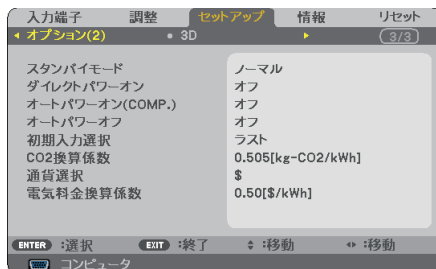 入力端子 調整 セットアップ 情報 リセット
オプション(2) 3D 3/3
スタンバイモード ノーマル
ダイレクトパワーオン オフ
オートパワーオン(COMP.) オフ
オートパワーオフ オフ
初期入力選択 ラスト
CO2換算係数 0.505[kg-CO2/kWh]
通貨選択 $
電気料金換算係数 0.50[$/kWh]
ENTER :選択 EXIT :終了 :移動 :移動
コンピュータ